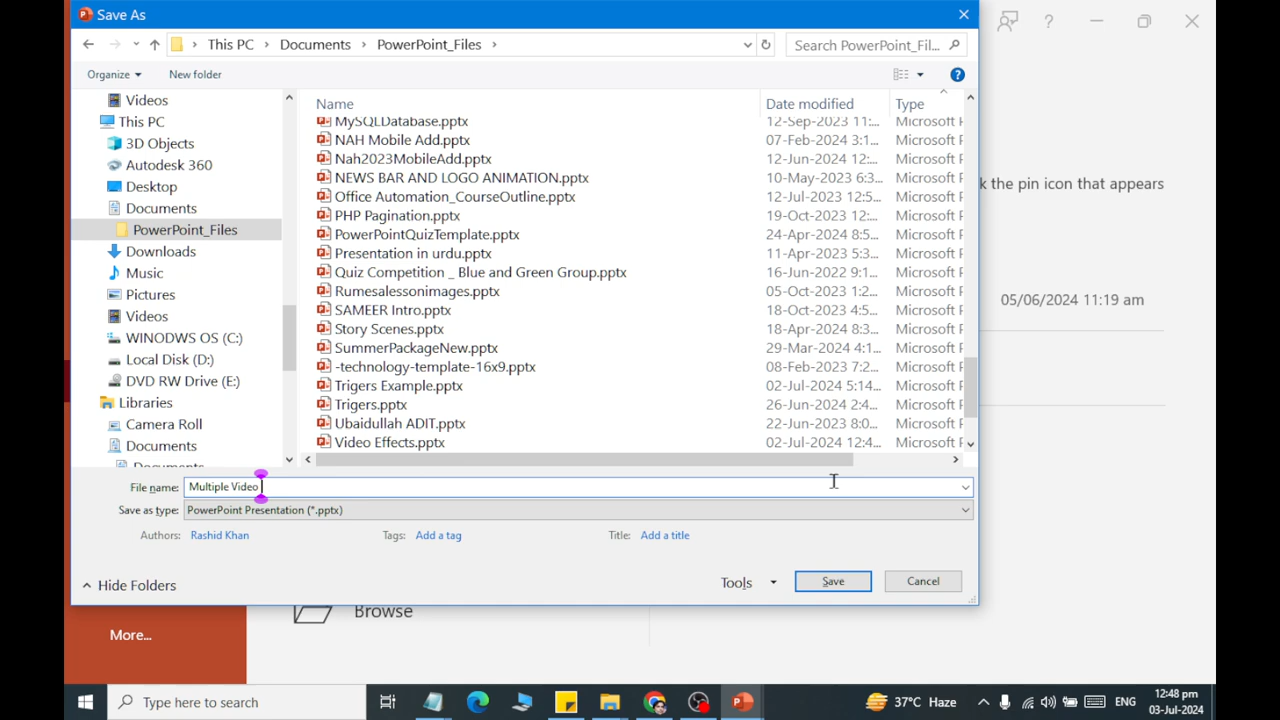 Save As
This PC > Documents > PowerPoint_Files >
Search PowerPoint_Fil...
Organize
New folder
Videos
This PC
3D Objects
Autodesk 360
Desktop
Documents
PowerPoint_Files
Downloads
Music
Pictures
Videos
WINODWS OS (C:)
Local Disk (D:)
DVD RW Drive (E:)
Libraries
Camera Roll
Documents
Documents
Name Date modified Type
MySQLDatabase.pptx 12-Sep-2023 11:... Microsoft P
NAH Mobile Add.pptx 07-Feb-2024 3:1... Microsoft P
Nah2023MobileAdd.pptx 12-Jun-2024 12:... Microsoft P
NEWS BAR AND LOGO ANIMATION.pptx 10-May-2023 6:3... Microsoft P
Office Automation_CourseOutline.pptx 12-Jul-2023 12:5... Microsoft P
PHP Pagination.pptx 19-Oct-2023 12:... Microsoft P
PowerPointQuizTemplate.pptx 24-Apr-2024 8:5... Microsoft P
Presentation in urdu.pptx 11-Apr-2023 5:3... Microsoft P
Quiz Competition _ Blue and Green Group.pptx 16-Jun-2022 9:1... Microsoft P
Rumesalessonimages.pptx 05-Oct-2023 1:2... Microsoft P
SAMEER Intro.pptx 18-Oct-2023 4:5... Microsoft P
Story Scenes.pptx 18-Apr-2024 8:3... Microsoft P
SummerPackageNew.pptx 29-Mar-2024 4:1... Microsoft P
-technology-template-16x9.pptx 08-Feb-2023 7:2... Microsoft P
Trigers Example.pptx 02-Jul-2024 5:14... Microsoft P
Trigers.pptx 26-Jun-2024 2:4... Microsoft P
Ubaidullah ADIT.pptx 22-Jun-2023 8:0... Microsoft P
Video Effects.pptx 02-Jul-2024 12:4... Microsoft P
File name: Multiple Video
Save as type: PowerPoint Presentation (*.pptx)
Authors: Rashid Khan Tags: Add a tag Title: Add a title
Hide Folders
Tools Save Cancel
k the pin icon that appears
05/06/2024 11:19 am
Browse
More...
Type here to search
37°C Haze
ENG
12:48 pm
03-Jul-2024